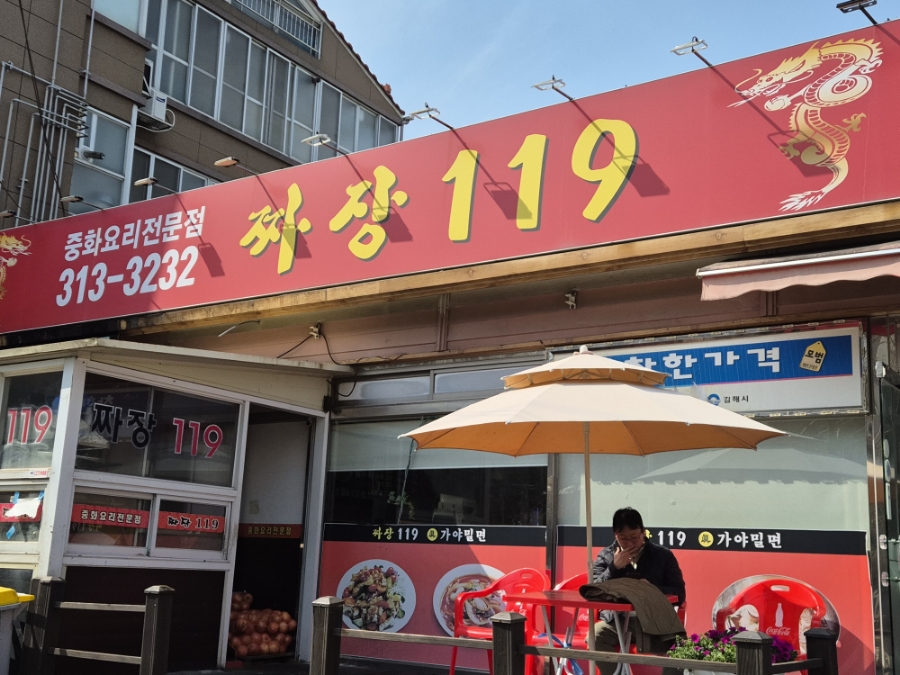 중화요리전문점
313-3232
짜장 119
착한가격
모범
김해시
119
짜장 119
중화요리전문점
짜장 119
중화요리전문점
짜장 119 가야밀면
짜장 119 가야밀면
Coca-Cola